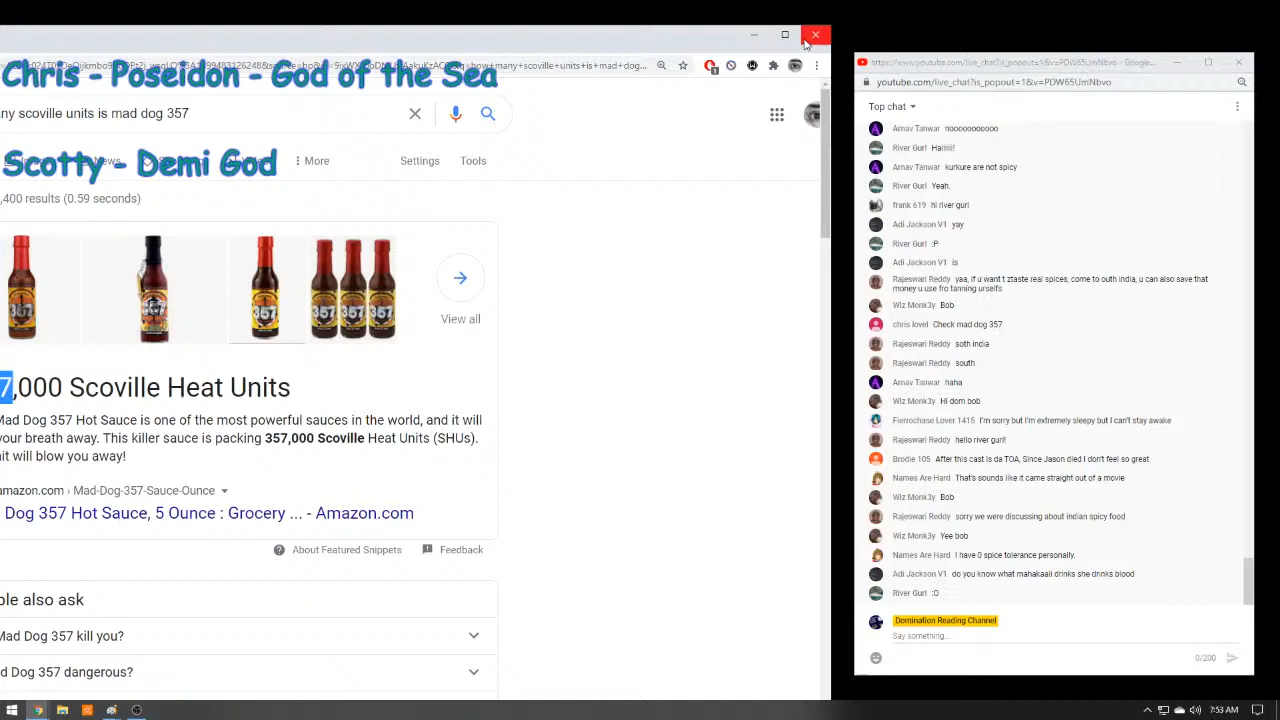 Chris - Poseidon - God of the Sea
ny scoville units is mad dog 357
More
Settings
Tools
Scotty - Demi God
,400 results (0.59 seconds)
View all
7,000 Scoville Heat Units
Mad Dog 357 Hot Sauce is one of the most powerful sauces in the world, and it will
your breath away. This killer sauce is packing 357,000 Scoville Heat Units (SHUs).
it will blow you away!
amazon.com › Mad-Dog-357-Sauce-Ounce
Dog 357 Hot Sauce, 5 Ounce : Grocery ... - Amazon.com
About Featured Snippets
Feedback
ple also ask
Mad Dog 357 kill you?
d Dog 357 dangerous?
https://www.youtube.com/live_chat?is_popout=1&v=PDW65UmNbvo - Google...
youtube.com/live_chat?is_popout=1&v=PDW65UmNbvo
Top chat
Arnav Tanwar nooooooooooo
River Gurl Haiiiiii!
Arnav Tanwar kurkure are not spicy
River Gurl Yeah.
frank 619 hi river gurl
Adi Jackson V1 yay
River Gurl :P
Adi Jackson V1 is
Rajeswari Reddy yaa, If u want t ztaste real spices, come to outh india, u can also save that
money u use fro tanning urselfs
Wiz Monk3y Bob
chris lovel Check mad dog 357
Rajeswari Reddy soth india
Rajeswari Reddy south
Arnav Tanwar haha
Wiz Monk3y Hi dom bob
Fierrochase Lover 1415 I'm sorry but I'm extremely sleepy but I can't stay awake
Rajeswari Reddy hello river gurl!
Brodie 105 After this cast is da TOA, Since Jason died I don't feel so great
Names Are Hard That's sounds like it came straight out of a movie
Wiz Monk3y Bob
Rajeswari Reddy sorry we were discussing about indian spicy food
Wiz Monk3y Yee bob
Names Are Hard I have 0 spice tolerance personally.
Adi Jackson V1 do you know what mahakaali drinks she drinks blood
River Gurl :O
Domination Reading Channel
Say something...
0/200
7:53 AM